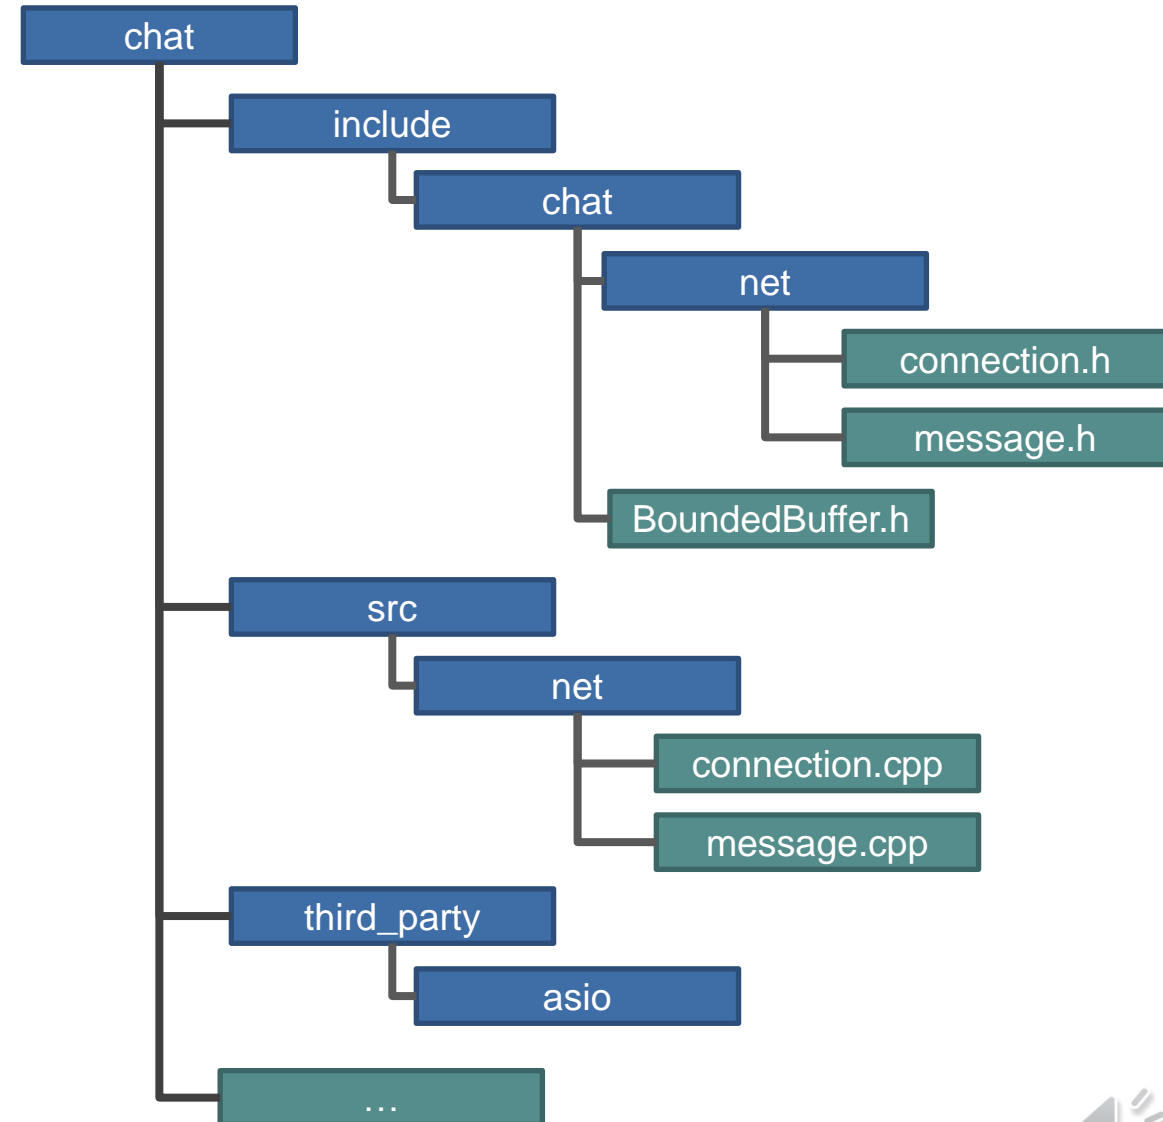 chat
include
chat
net
connection.h
message.h
BoundedBuffer.h
src
net
connection.cpp
message.cpp
third_party
asio
…